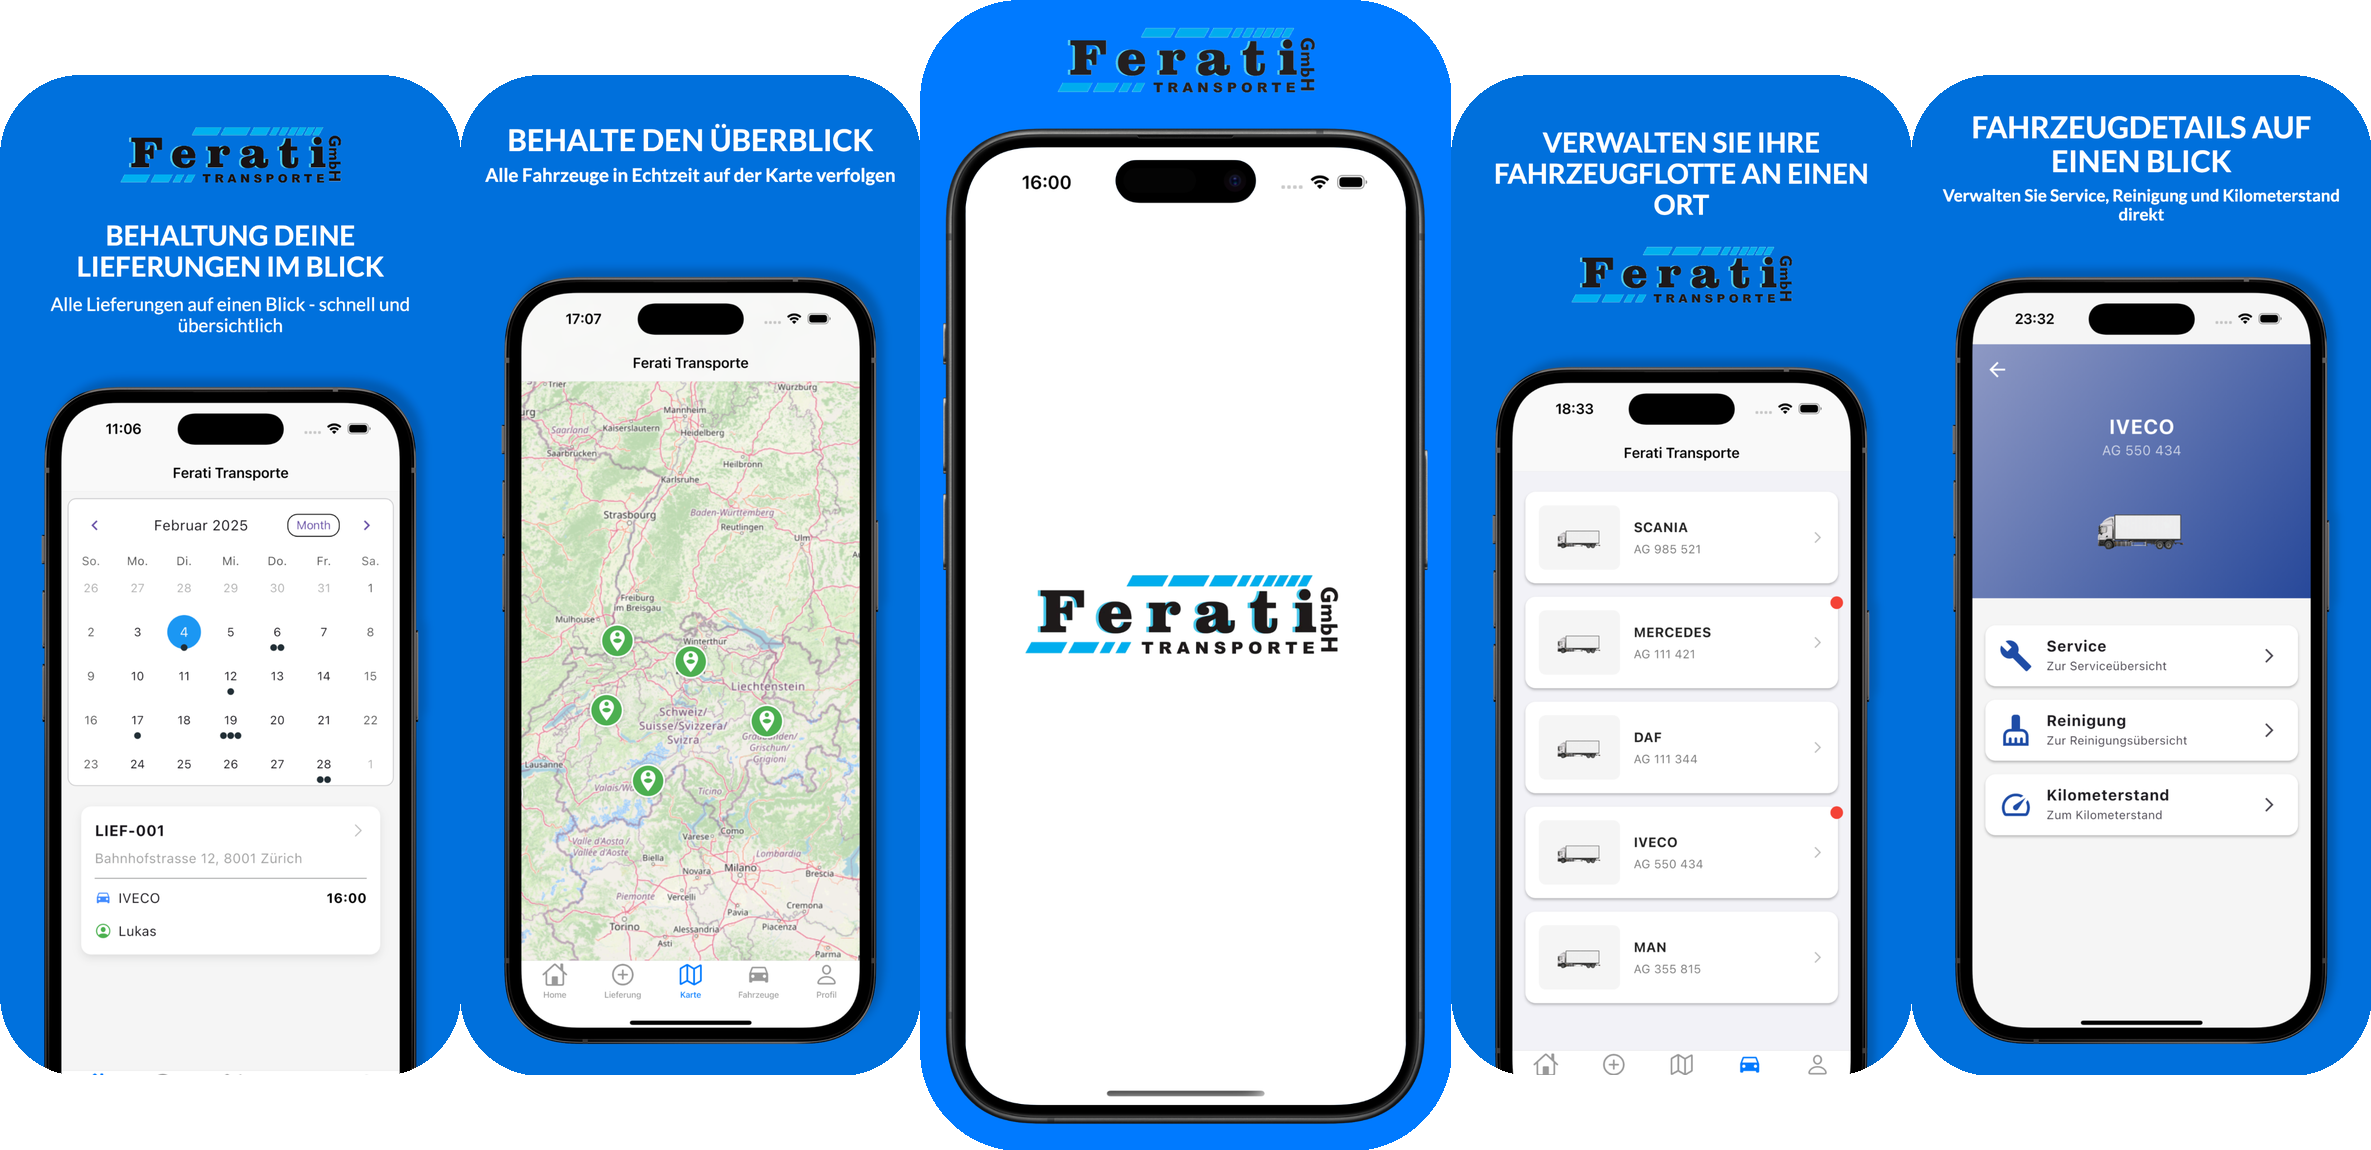 Ferati GmbH
TRANSPORTE
BEHALTUNG DEINE
LIEFERUNGEN IM BLICK
Alle Lieferungen auf einen Blick - schnell und
übersichtlich
11:06
Ferati Transporte
Februar 2025
Month
So. Mo. Di. Mi. Do. Fr. Sa.
26 27 28 29 30 31 1
2 3 4 5 6 7 8
9 10 11 12 13 14 15
16 17 18 19 20 21 22
23 24 25 26 27 28 1
LIEF-001
Bahnhofstrasse 12, 8001 Zürich
IVECO 16:00
Lukas
BEHALTE DEN ÜBERBLICK
Alle Fahrzeuge in Echtzeit auf der Karte verfolgen
17:07
Ferati Transporte
Trier
Würzburg
Mannheim
Saarland
Kaiserslautern
Heidelberg
Saarbrücken
Heilbronn
Karlsruhe
Strasbourg
Baden-Württemberg
Reutlingen
Ulm
Freiburg
im Breisgau
Mulhouse
Winterthur
Liechtenstein
Schweiz/
Suisse/Svizzera/
Svizra
Graubünden/
Grischun/
Grigioni
Lausanne
Valais/W
Ticino
Valle d'Aosta /
Vallée d'Aoste
Varese
Como
Biella
Lombardia
Novara
Milano
Brescia
Piemonte
Vercelli
Pavia
Cremona
Torino
Alessandria
Piacenza
Asti
Parma
Home Lieferung Karte Fahrzeuge Profil
Ferati GmbH
TRANSPORTE
16:00
Ferati GmbH
TRANSPORTE
VERWALTEN SIE IHRE
FAHRZEUGFLOTTE AN EINEN
ORT
Ferati GmbH
TRANSPORTE
18:33
Ferati Transporte
SCANIA
AG 985 521
MERCEDES
AG 111 421
DAF
AG 111 344
IVECO
AG 550 434
MAN
AG 355 815
FAHRZEUGDETAILS AUF
EINEN BLICK
Verwalten Sie Service, Reinigung und Kilometerstand
direkt
23:32
IVECO
AG 550 434
Service
Zur Serviceübersicht
Reinigung
Zur Reinigungsübersicht
Kilometerstand
Zum Kilometerstand